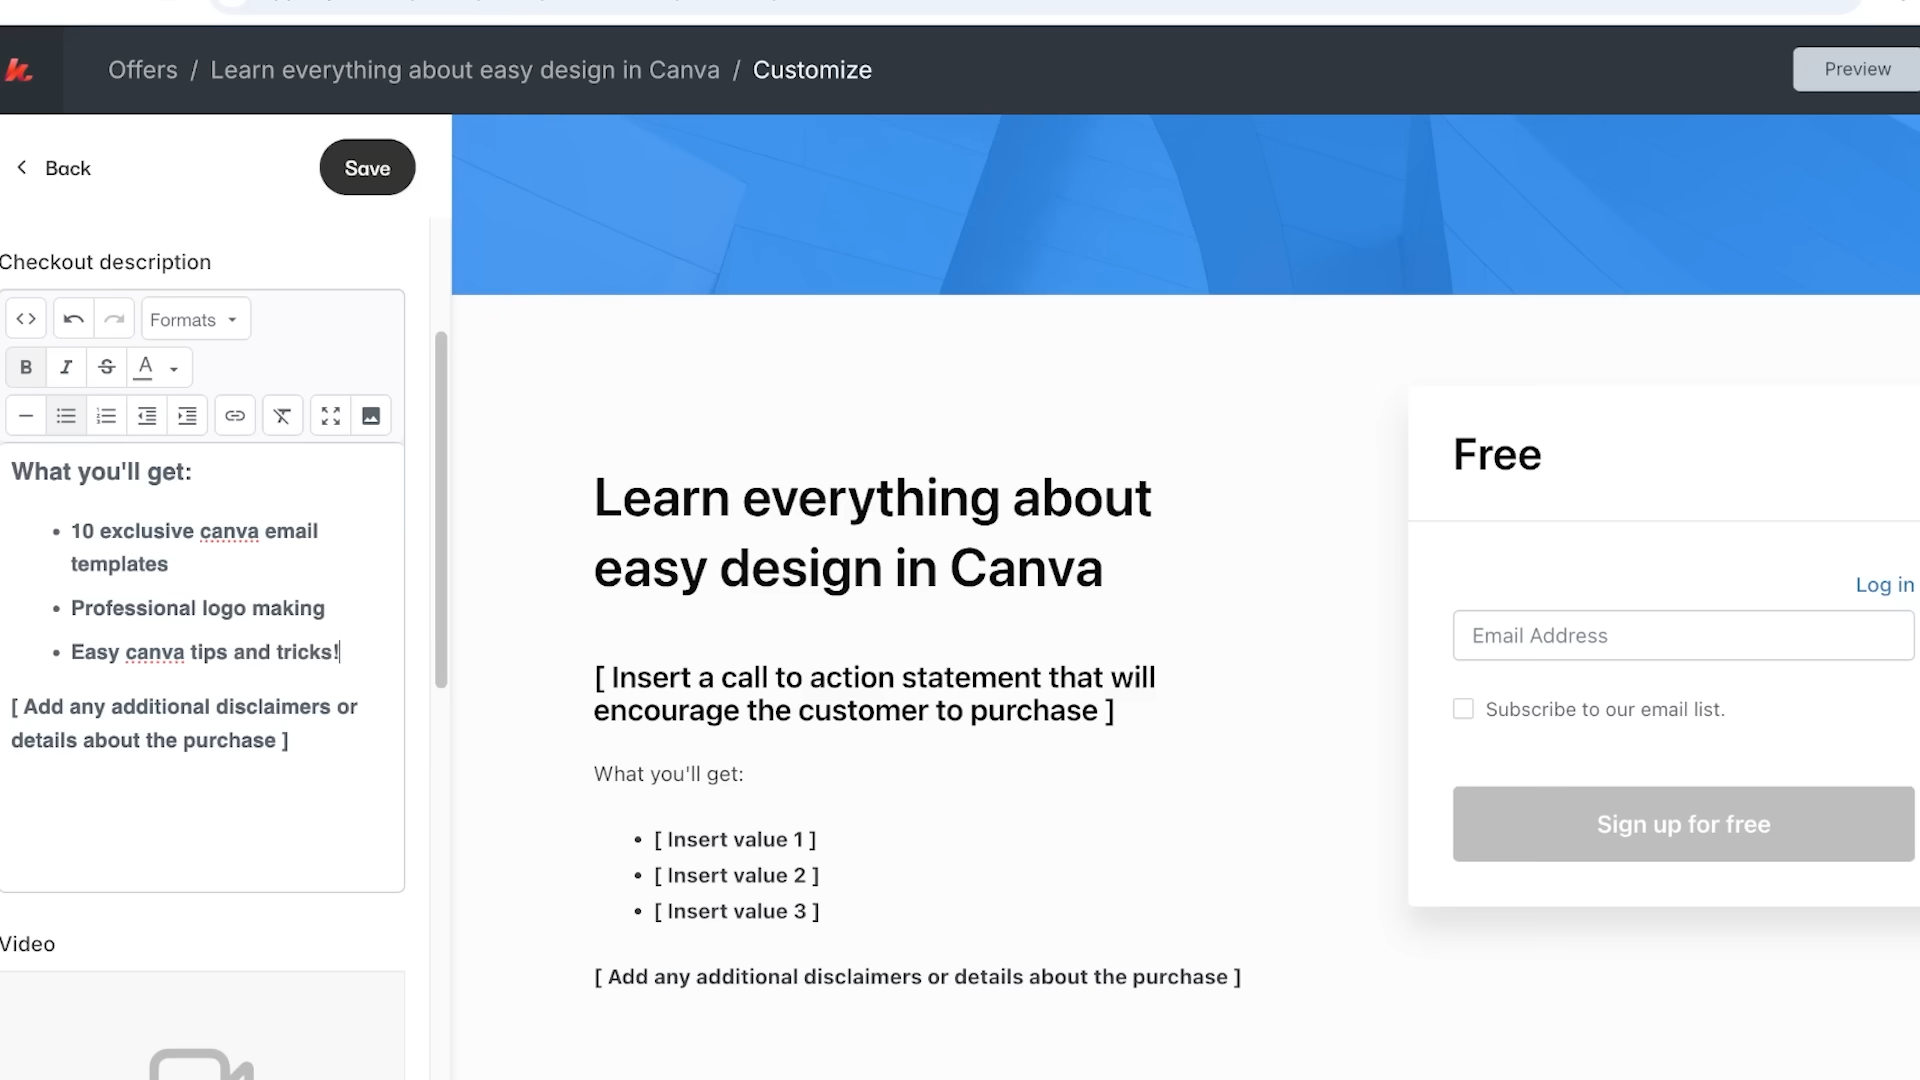 Offers / Learn everything about easy design in Canva / Customize
Preview
Back
Save
Checkout description
Formats
B I S A
What you'll get:
• 10 exclusive canva email
templates
• Professional logo making
• Easy canva tips and tricks!
[ Add any additional disclaimers or
details about the purchase ]
Video
Learn everything about
easy design in Canva
[ Insert a call to action statement that will
encourage the customer to purchase ]
What you'll get:
• [ Insert value 1 ]
• [ Insert value 2 ]
• [ Insert value 3 ]
[ Add any additional disclaimers or details about the purchase ]
Free
Log in
Email Address
Subscribe to our email list.
Sign up for free